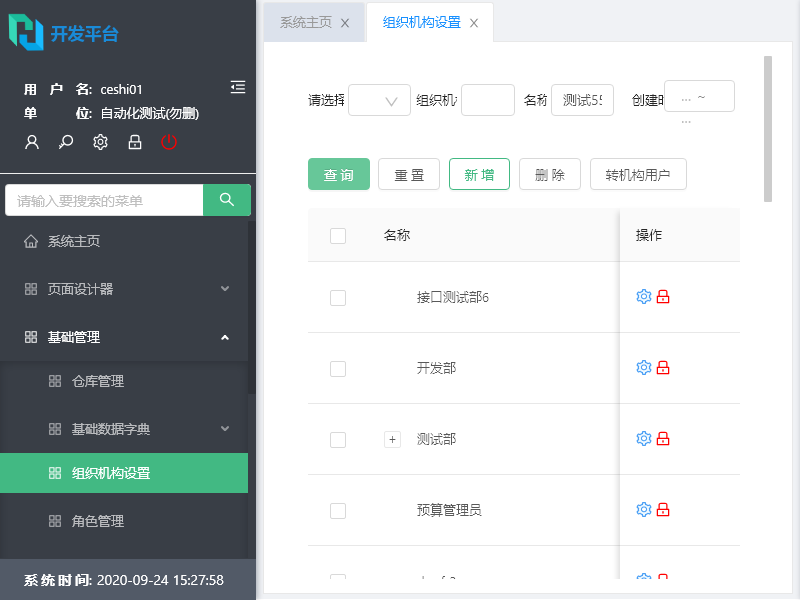 开发平台
用 户 名: ceshi01
单 位: 自动化测试(勿删)
请输入要搜索的菜单
系统主页
页面设计器
基础管理
仓库管理
基础数据字典
组织机构设置
角色管理
系统时间: 2020-09-24 15:27:58
系统主页
组织机构设置
请选择
组织机
名称
测试55
创建时
... ~ ...
查询
重置
新增
删除
转机构用户
名称
操作
接口测试部6
开发部
测试部
预算管理员